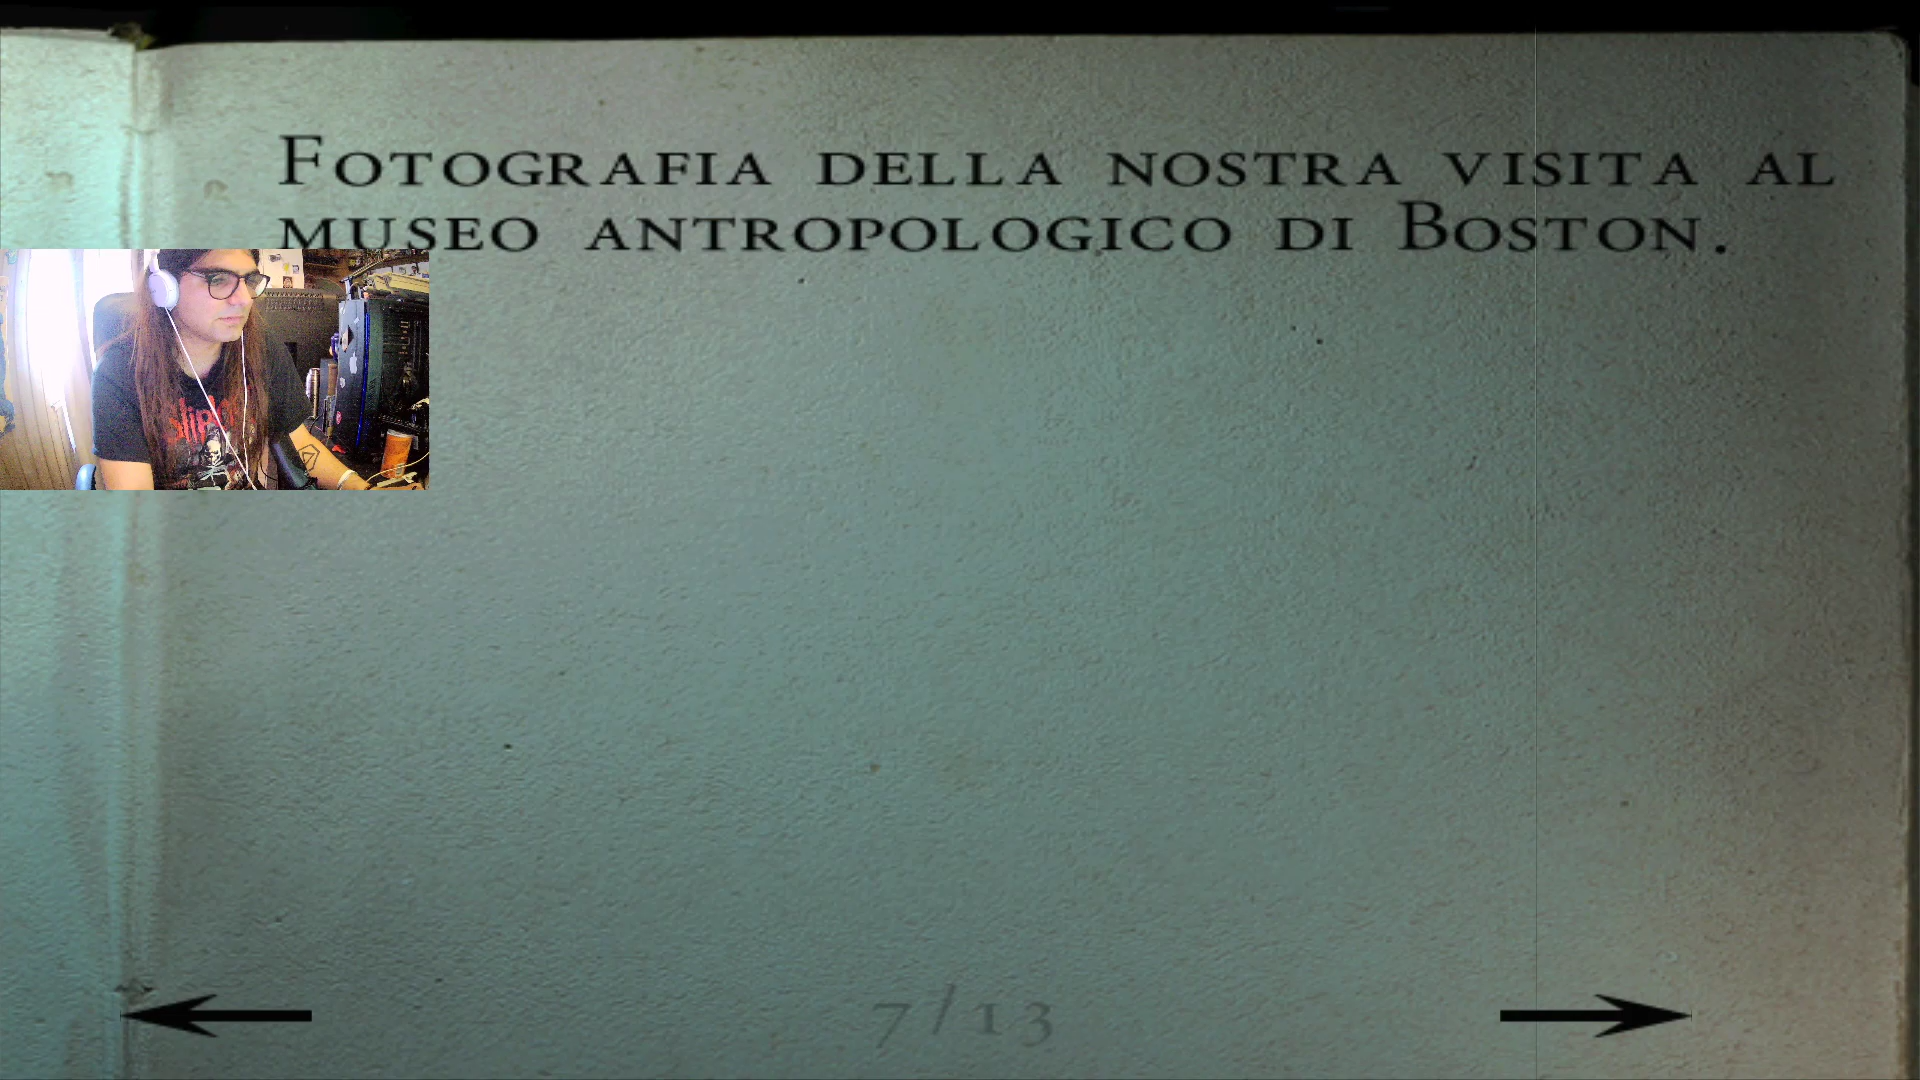 Fotografia della nostra visita al
museo antropologico di Boston.
7/13